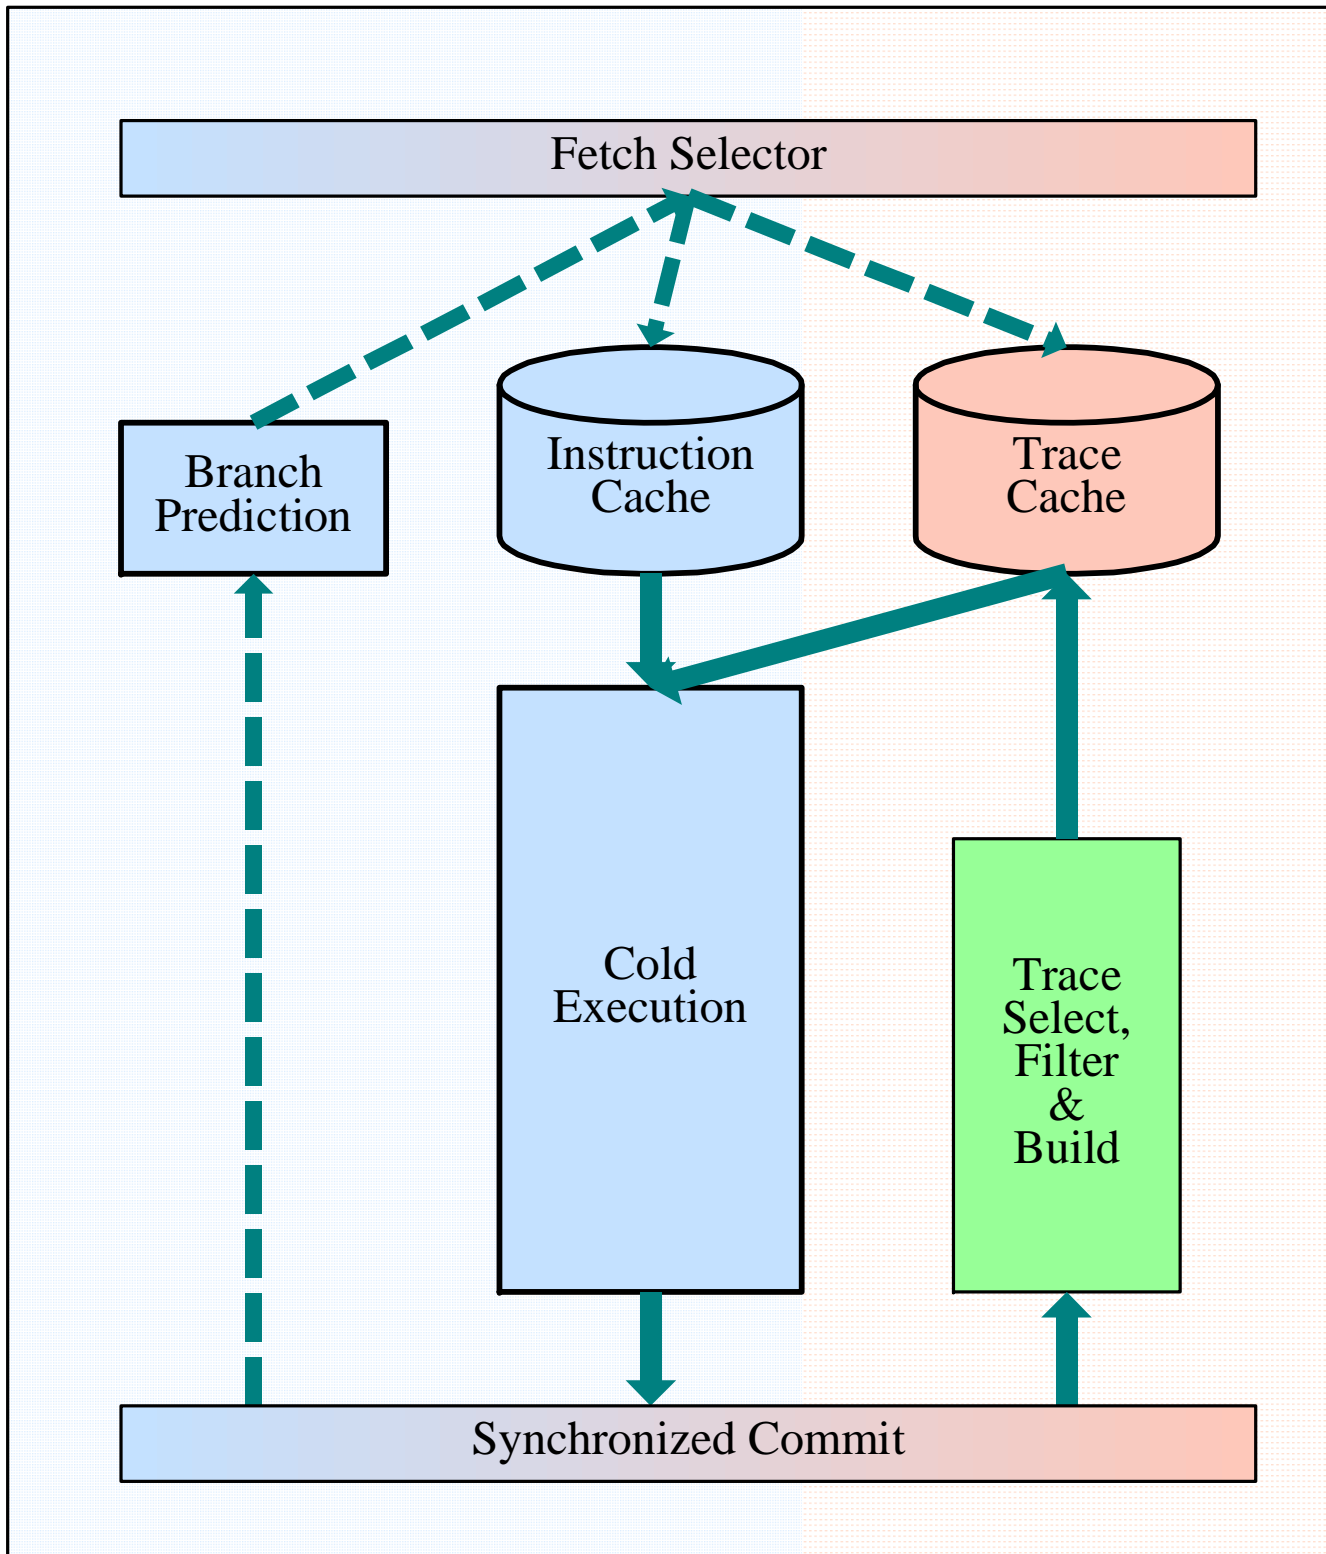 Fetch Selector
Branch
Prediction
Instruction
Cache
Trace
Cache
Cold
Execution
Trace
Select,
Filter
&
Build
Synchronized Commit